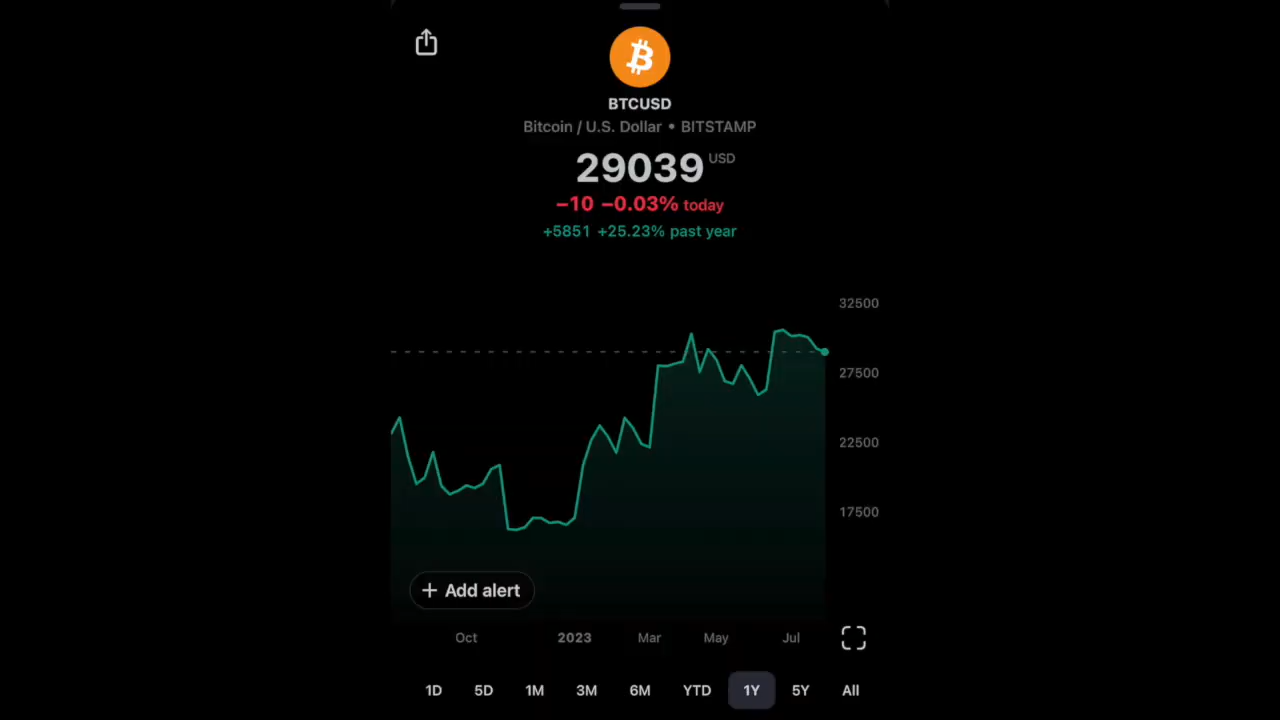 BTCUSD
Bitcoin / U.S. Dollar • BITSTAMP
29039 USD
−10 −0.03% today
+5851 +25.23% past year
32500
27500
22500
17500
+ Add alert
Oct 2023 Mar May Jul
1D 5D 1M 3M 6M YTD 1Y 5Y All